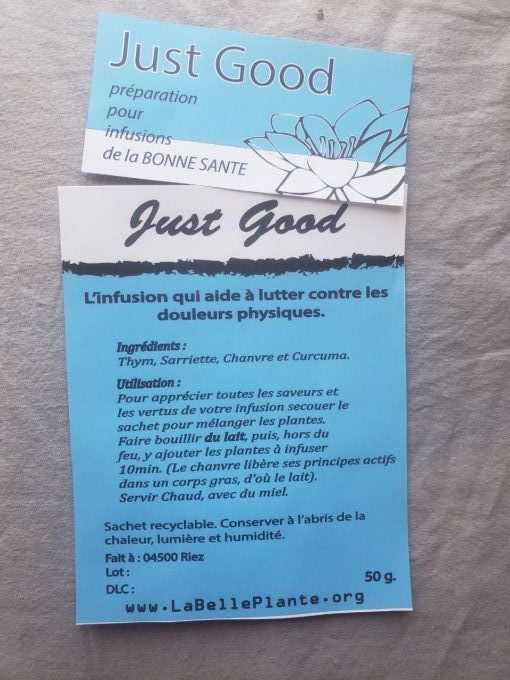 Just Good
préparation
pour
infusions
de la BONNE SANTE
Just Good
L'infusion qui aide à lutter contre les
douleurs physiques.
Ingrédients :
Thym, Sarriette, Chanvre et Curcuma.
Utilisation :
Pour apprécier toutes les saveurs et
les vertus de votre infusion secouer le
sachet pour mélanger les plantes.
Faire bouillir du lait, puis, hors du
feu, y ajouter les plantes à infuser
10min. (Le chanvre libère ses principes actifs
dans un corps gras, d'où le lait).
Servir Chaud, avec du miel.
Sachet recyclable. Conserver à l'abris de la
chaleur, lumière et humidité.
Fait à : 04500 Riez
Lot :
DLC :
50 g.
www.LaBellePlante.org